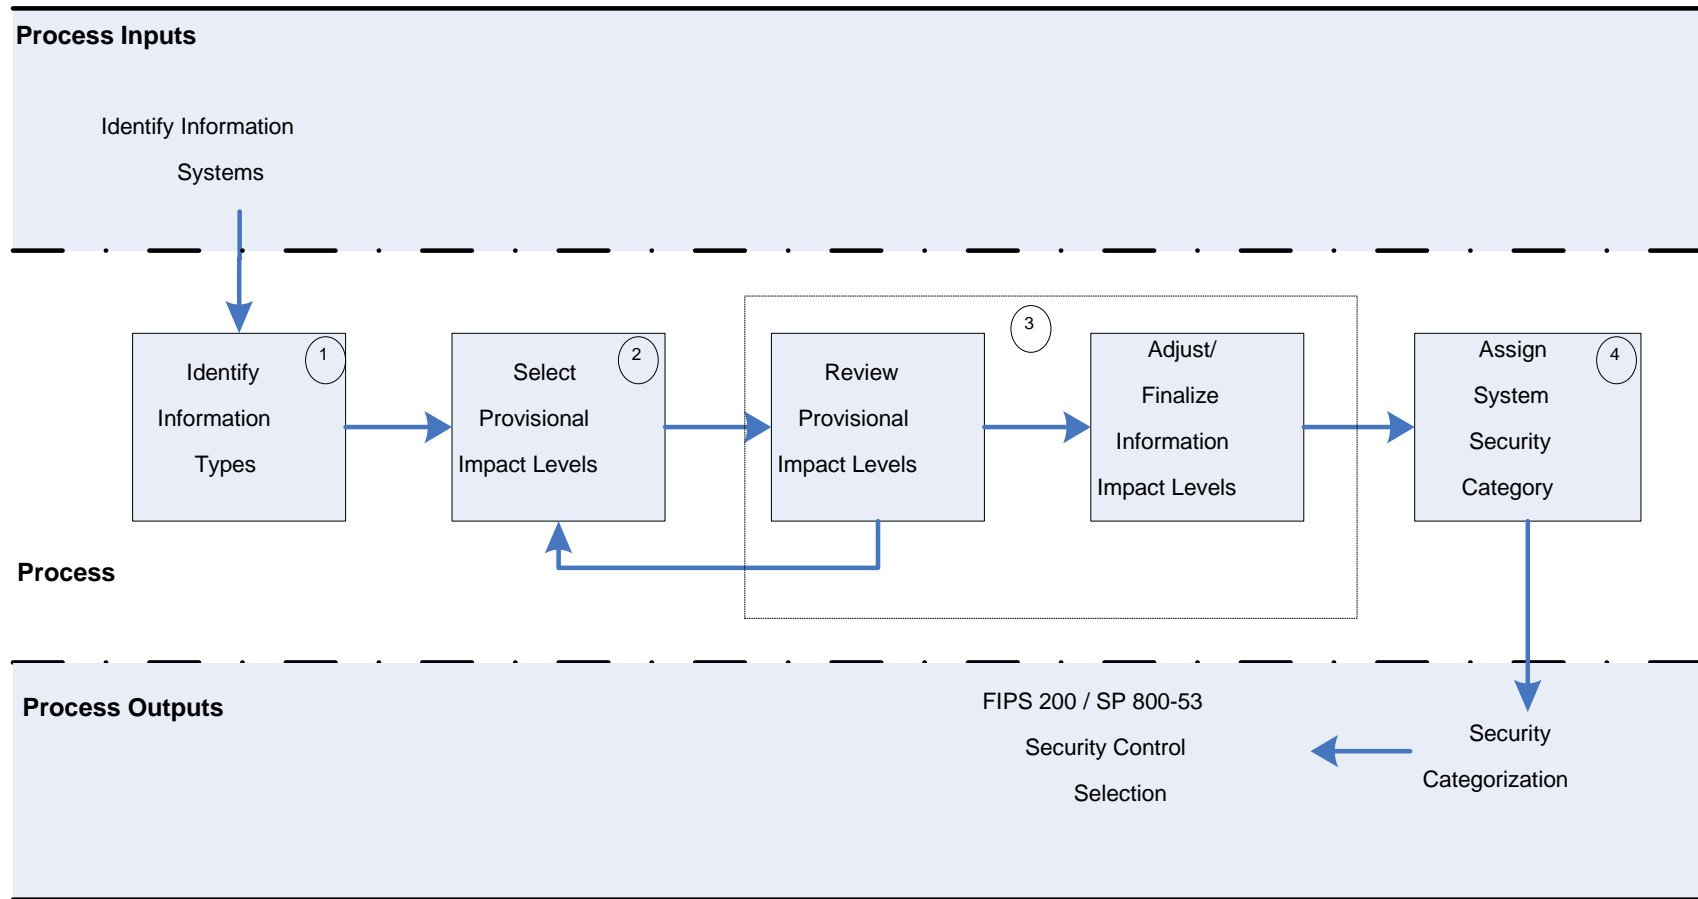 Process Inputs
Identify Information
Systems
1
Identify
Information
Types
2
Select
Provisional
Impact Levels
3
Review
Provisional
Impact Levels
Adjust/
Finalize
Information
Impact Levels
4
Assign
System
Security
Category
Process
Process Outputs
FIPS 200 / SP 800-53
Security Control
Selection
Security
Categorization